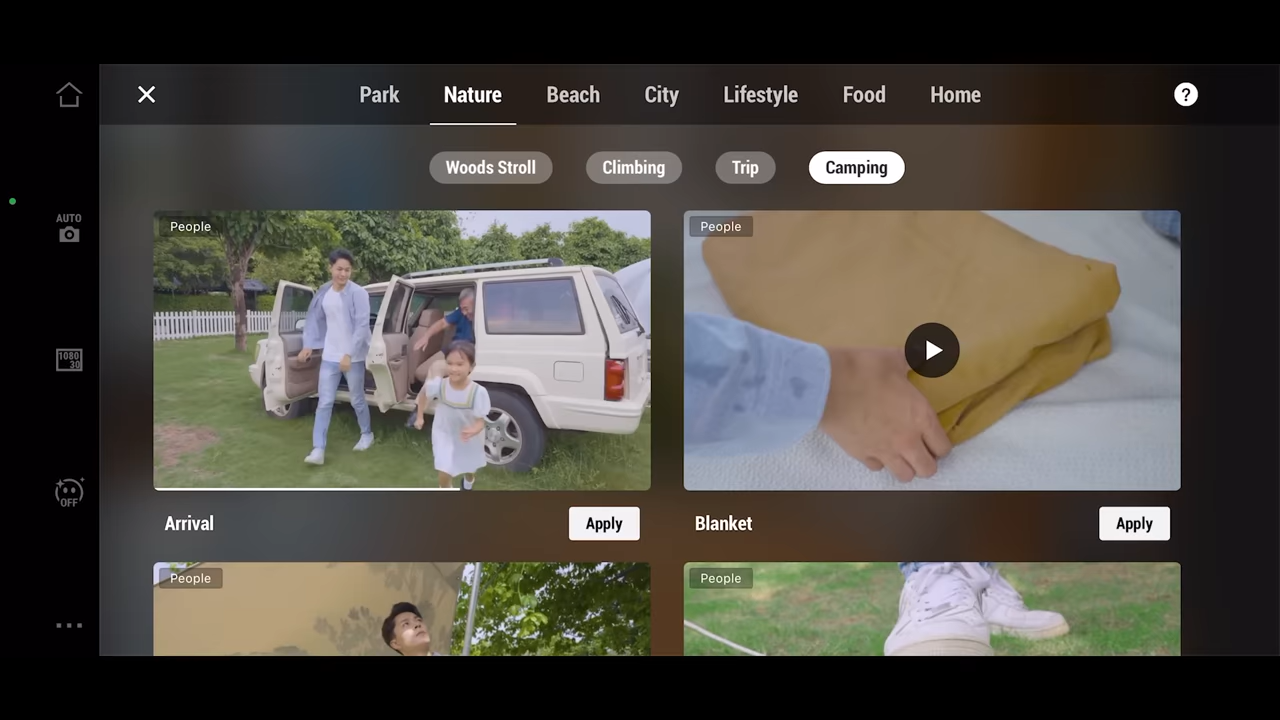 Park Nature Beach City Lifestyle Food Home ?
Woods Stroll Climbing Trip Camping
AUTO
1080
30
OFF
People
People
Arrival Apply
Blanket Apply
People
People